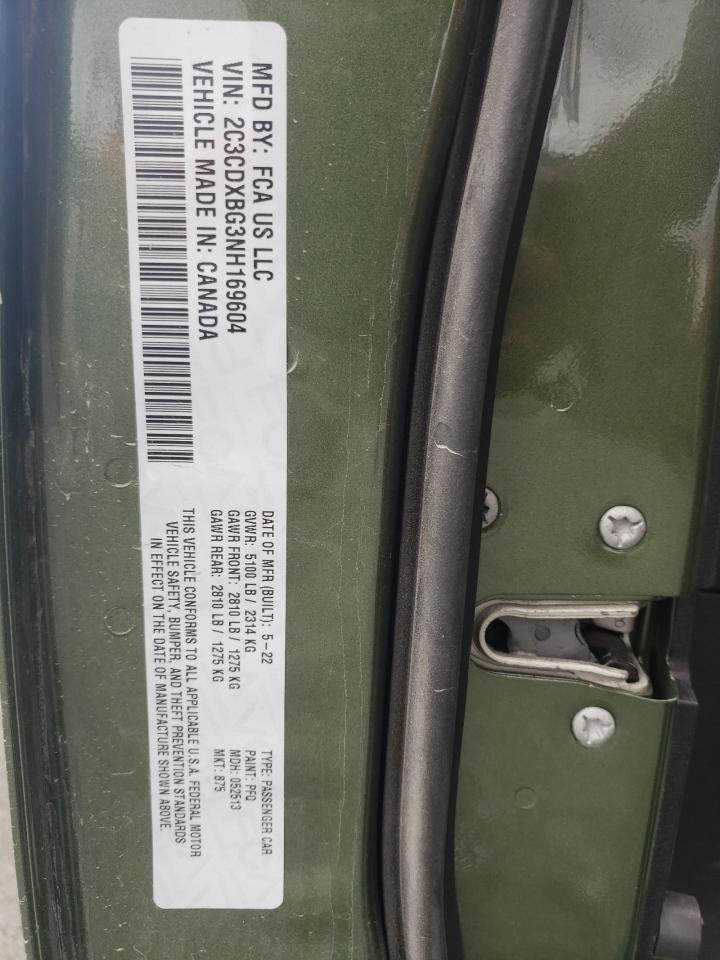 MFD BY: FCA US LLC
VIN: 2C3CDXBG3NH169604
VEHICLE MADE IN: CANADA
DATE OF MFR (BUILT): 5-22
GVWR: 5100 LB / 2314 KG
GAWR FRONT: 2810 LB / 1275 KG
GAWR REAR: 2810 LB / 1275 KG
THIS VEHICLE CONFORMS TO ALL APPLICABLE U.S.A. FEDERAL MOTOR
VEHICLE SAFETY, BUMPER, AND THEFT PREVENTION STANDARDS
IN EFFECT ON THE DATE OF MANUFACTURE SHOWN ABOVE.
TYPE: PASSENGER CAR
PAINT: PFQ
MDH: 052513
MKT: 875